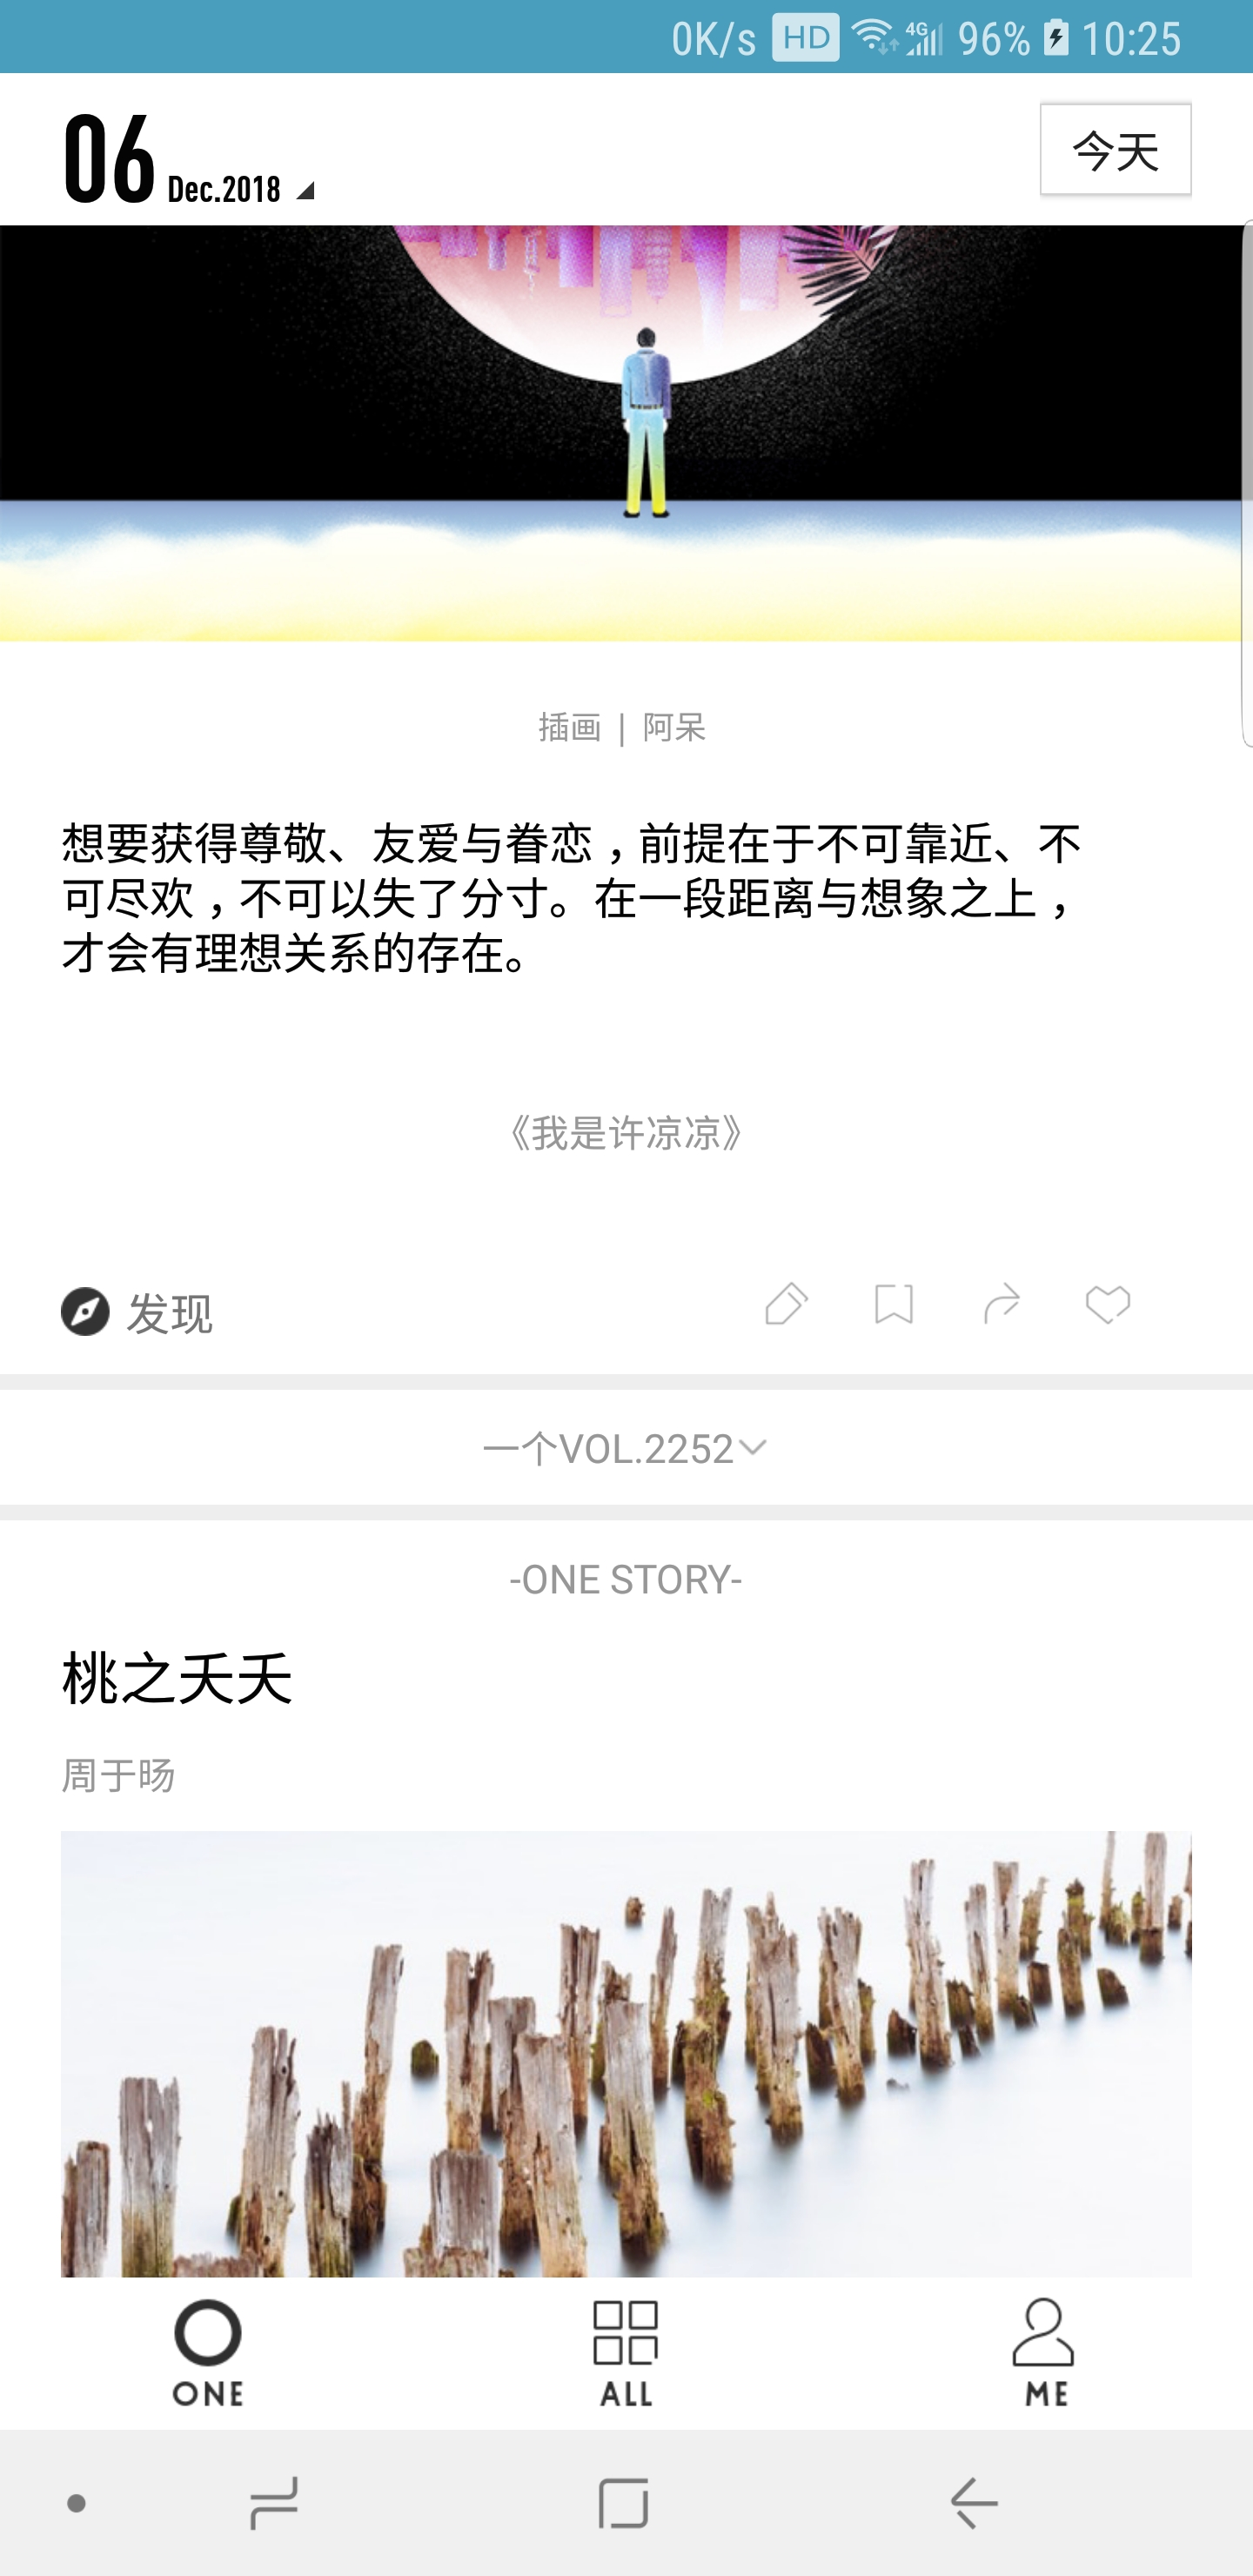 0K/s HD 4G 96% 10:25
06 Dec.2018
今天
插画 | 阿呆
想要获得尊敬、友爱与眷恋，前提在于不可靠近、不
可尽欢，不可以失了分寸。在一段距离与想象之上，
才会有理想关系的存在。
《我是许凉凉》
发现
一个VOL.2252
-ONE STORY-
桃之夭夭
周于旸
ONE
ALL
ME